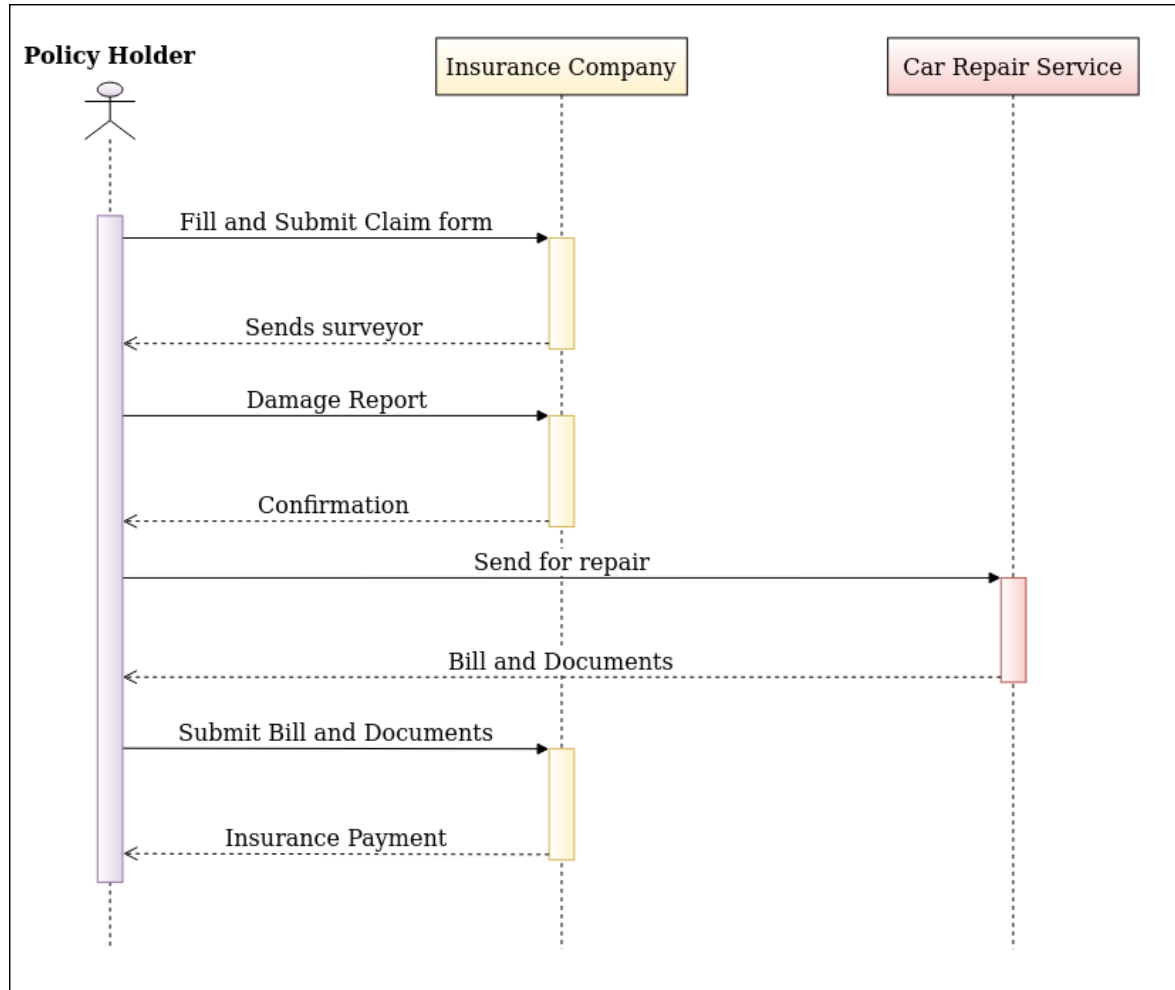 Policy Holder
Insurance Company
Car Repair Service
Fill and Submit Claim form
Sends surveyor
Damage Report
Confirmation
Send for repair
Bill and Documents
Submit Bill and Documents
Insurance Payment